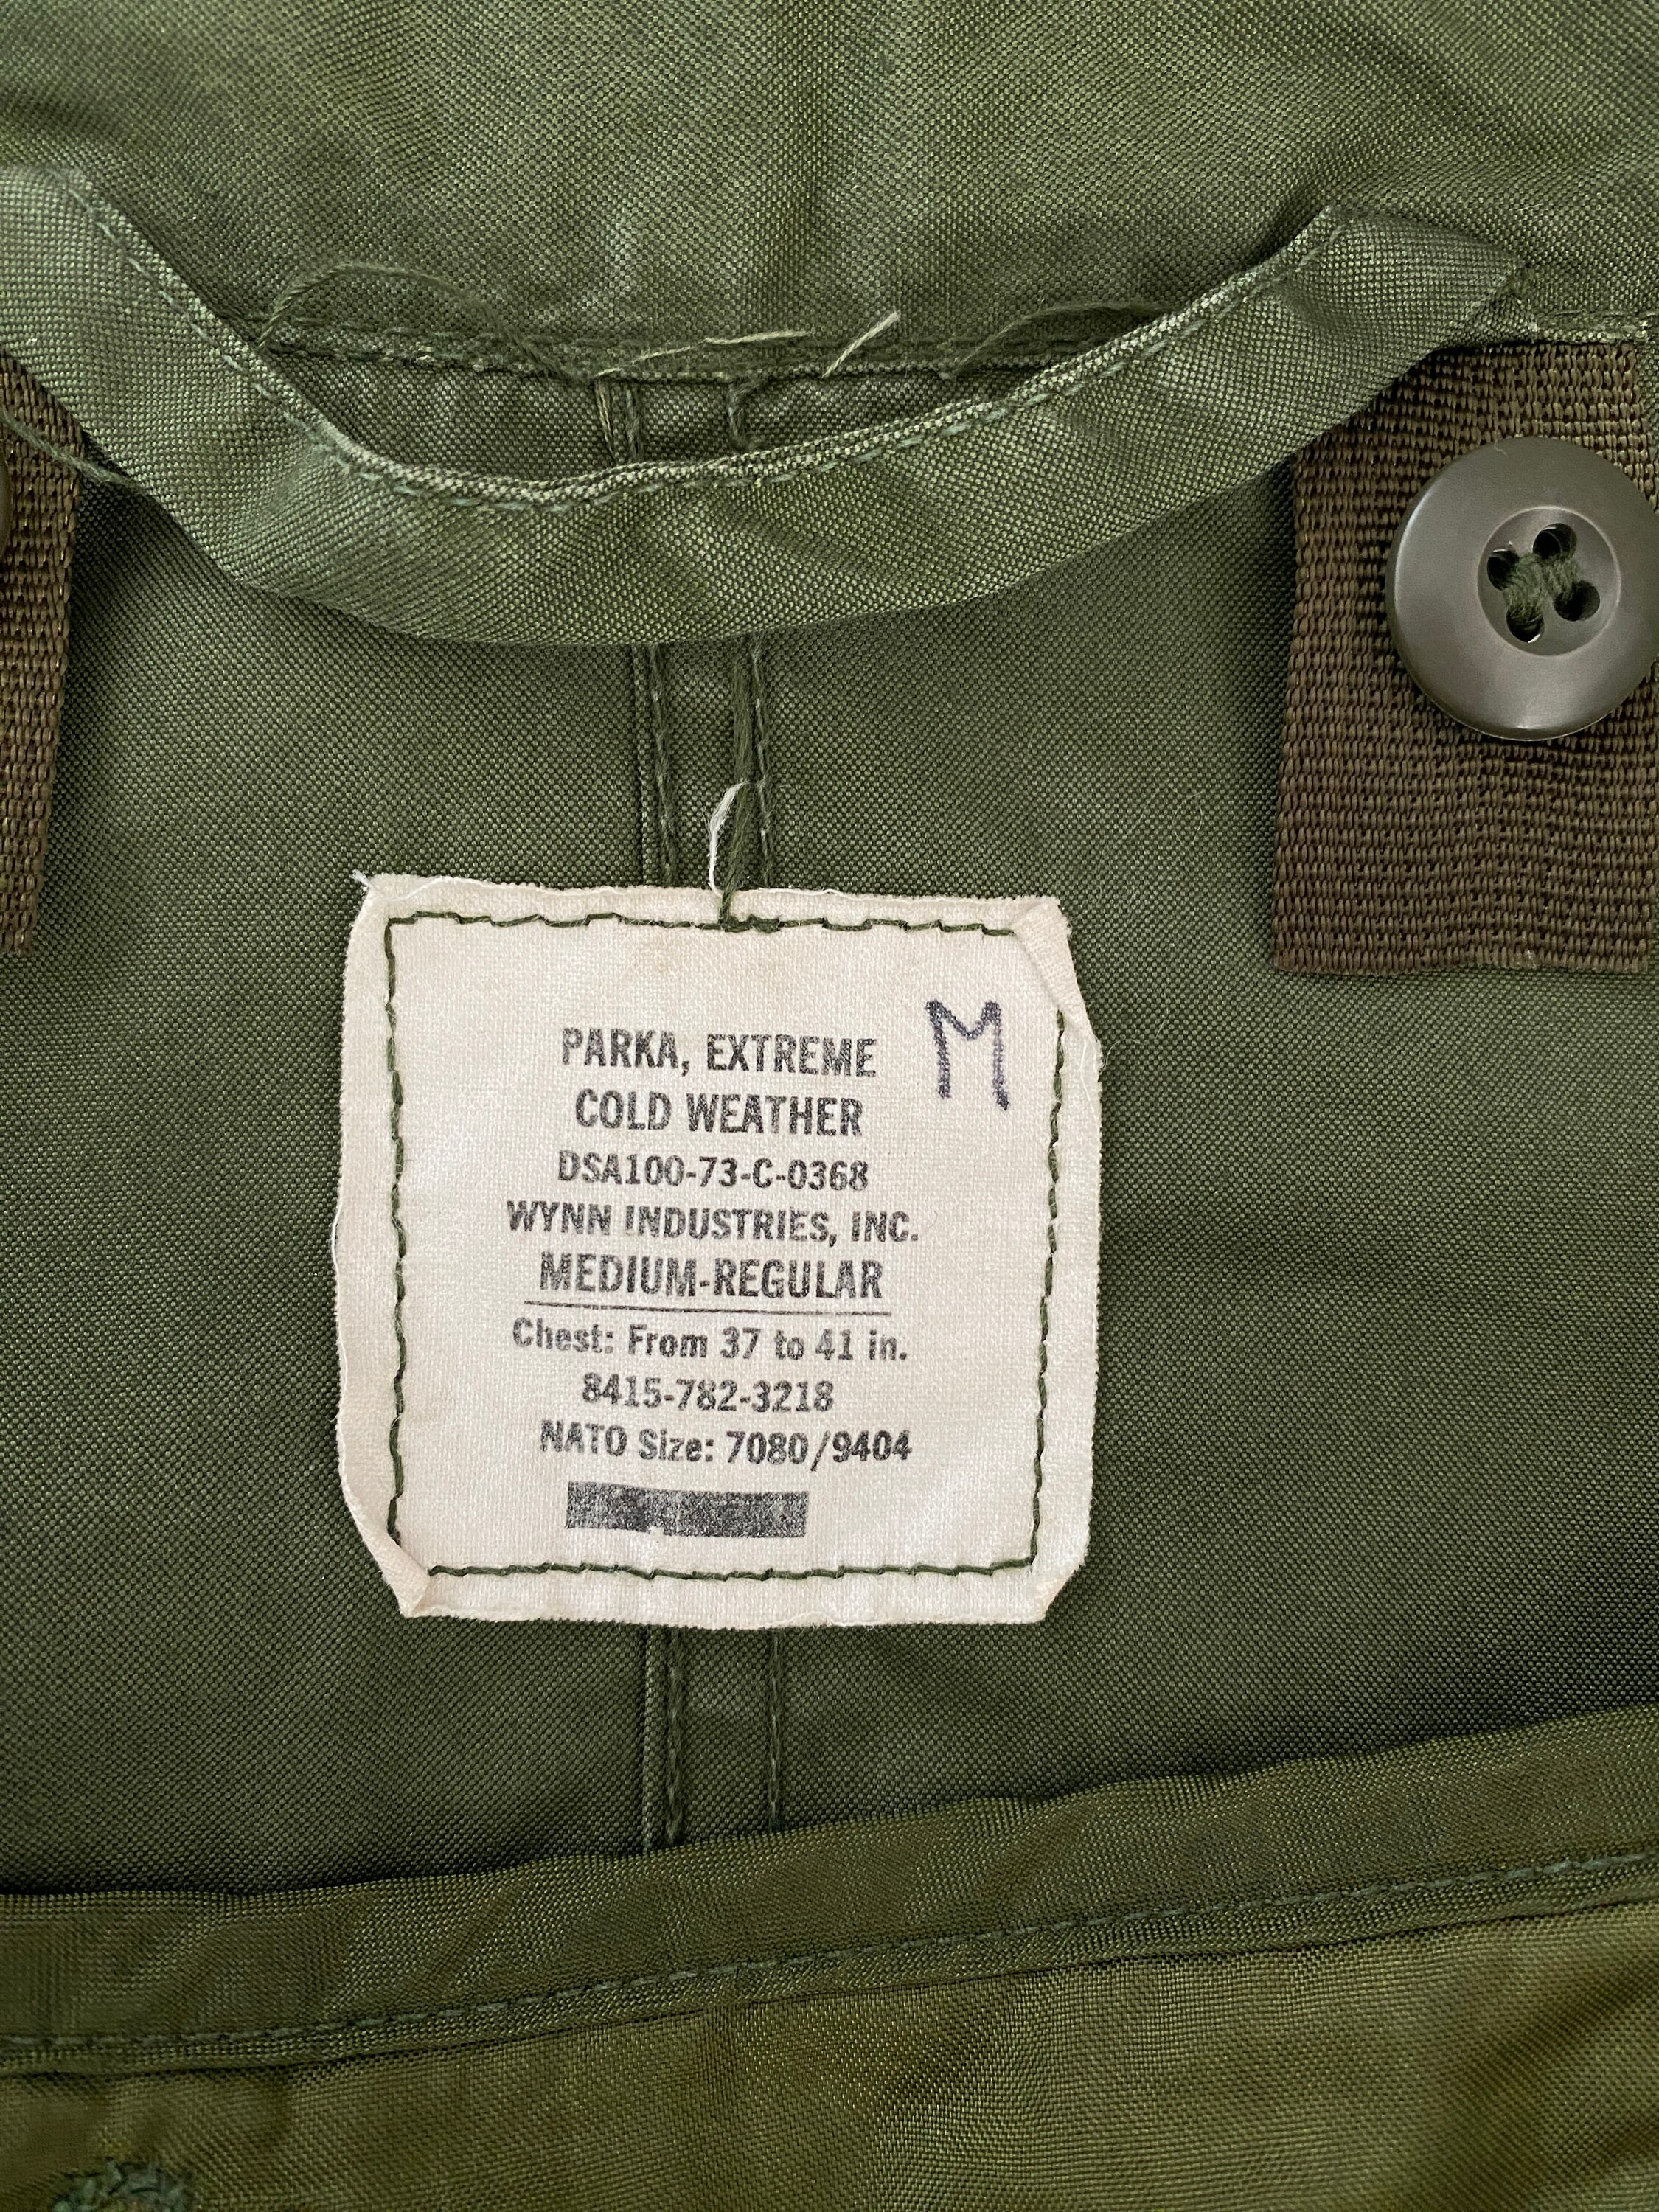 M
PARKA, EXTREME
COLD WEATHER
DSA100-73-C-0368
WYNN INDUSTRIES, INC.
MEDIUM-REGULAR
Chest: From 37 to 41 in.
8415-782-3218
NATO Size: 7080/9404